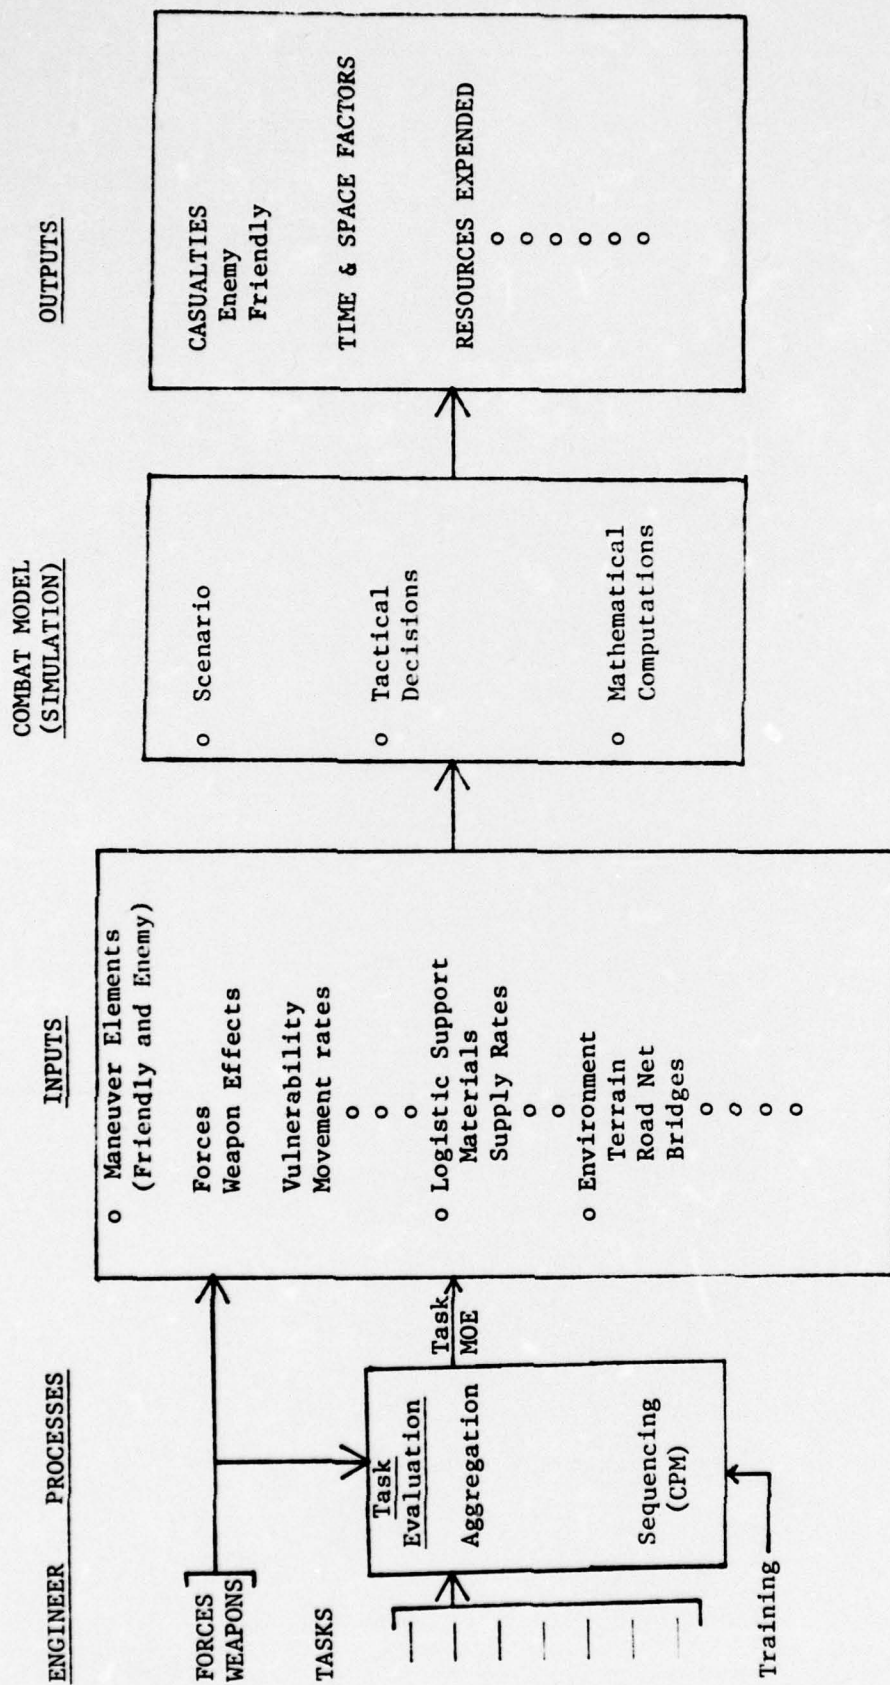 ENGINEER PROCESSES
FORCES
WEAPONS
TASKS
Task
Evaluation
Aggregation
Sequencing
(CPM)
Training
Task
MOE
INPUTS
o Maneuver Elements
(Friendly and Enemy)
Forces
Weapon Effects
Vulnerability
Movement rates
o
o
o
o Logistic Support
Materials
Supply Rates
o
o
o Environment
Terrain
Road Net
Bridges
o
o
o
o
COMBAT MODEL
(SIMULATION)
o Scenario
o Tactical
Decisions
o Mathematical
Computations
OUTPUTS
CASUALTIES
Enemy
Friendly
TIME & SPACE FACTORS
RESOURCES EXPENDED
o
o
o
o
o
o